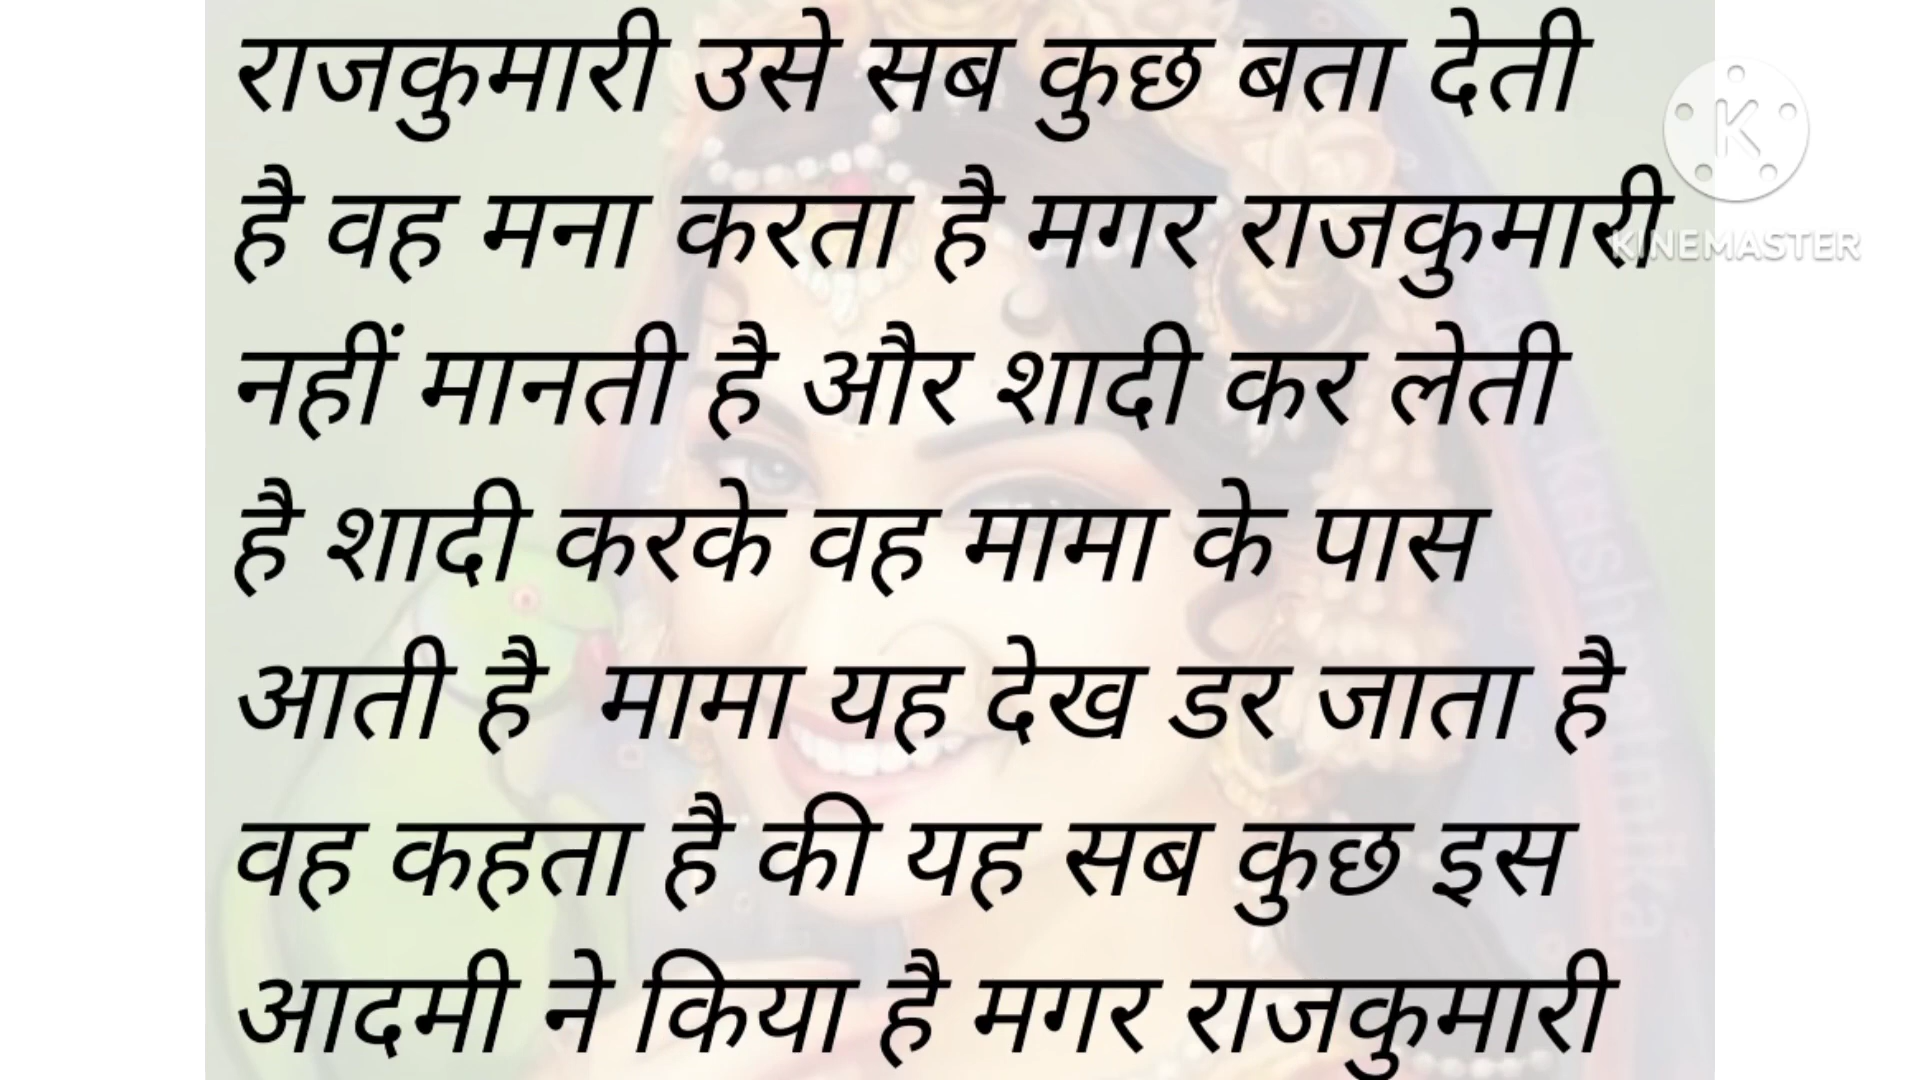 राजकुमारी उसे सब कुछ बता देती
है वह मना करता है मगर राजकुमारी
नहीं मानती है और शादी कर लेती
है शादी करके वह मामा के पास
आती है मामा यह देख डर जाता है
वह कहता है की यह सब कुछ इस
आदमी ने किया है मगर राजकुमारी
K
KINEMASTER